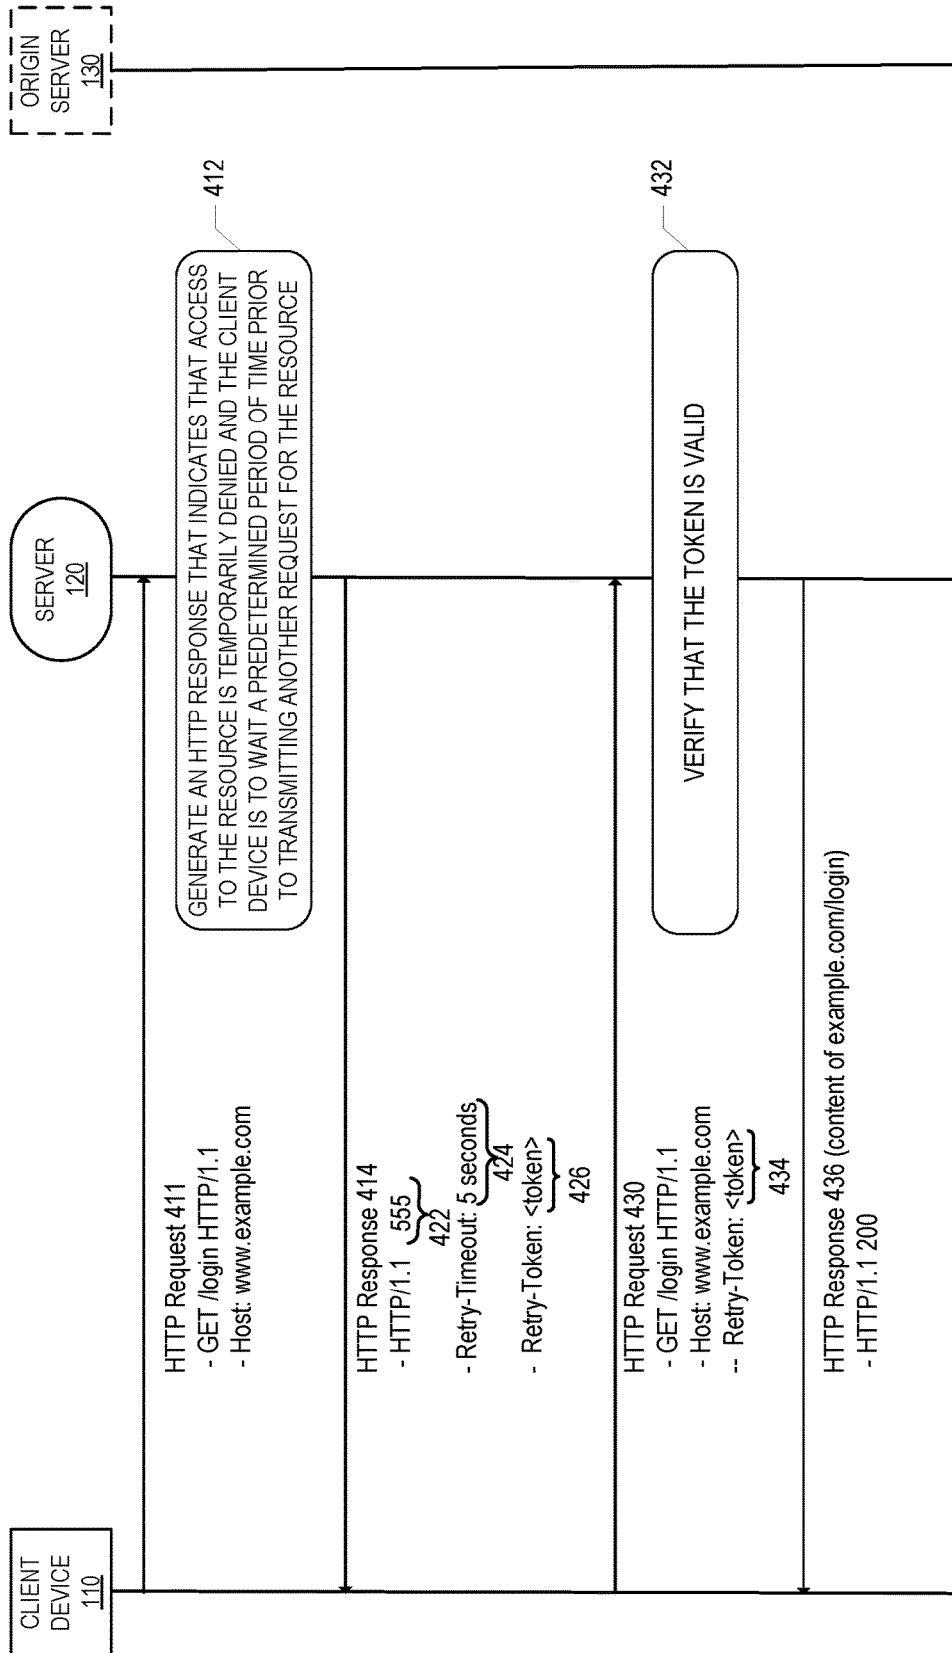 CLIENT
DEVICE
110
SERVER
120
ORIGIN
SERVER
130
HTTP Request 411
- GET /login HTTP/1.1
- Host: www.example.com
GENERATE AN HTTP RESPONSE THAT INDICATES THAT ACCESS
TO THE RESOURCE IS TEMPORARILY DENIED AND THE CLIENT
DEVICE IS TO WAIT A PREDETERMINED PERIOD OF TIME PRIOR
TO TRANSMITTING ANOTHER REQUEST FOR THE RESOURCE
412
HTTP Response 414
- HTTP/1.1 555
422
- Retry-Timeout: 5 seconds
424
- Retry-Token: <token>
426
HTTP Request 430
- GET /login HTTP/1.1
- Host: www.example.com
-- Retry-Token: <token>
434
VERIFY THAT THE TOKEN IS VALID
432
HTTP Response 436 (content of example.com/login)
- HTTP/1.1 200